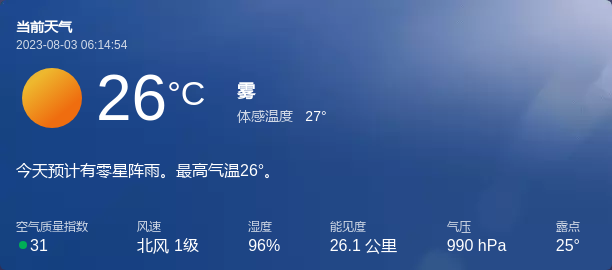 当前天气
2023-08-03 06:14:54
26°C
雾
体感温度 27°
今天预计有零星阵雨。最高气温26°。
空气质量指数 风速 湿度 能见度 气压 露点
31 北风 1级 96% 26.1 公里 990 hPa 25°